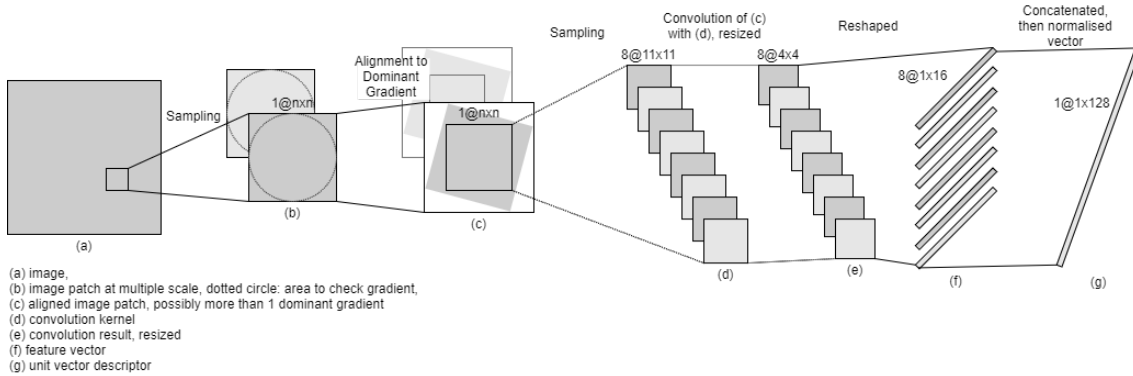 Sampling
1@n×n
Alignment to
Dominant
Gradient
1@n×n
Sampling
Convolution of (c)
with (d), resized
8@11x11
8@4x4
Reshaped
8@1x16
Concatenated,
then normalised
vector
1@1x128
(a)
(b)
(c)
(d)
(e)
(f)
(g)
(a) image,
(b) image patch at multiple scale, dotted circle: area to check gradient,
(c) aligned image patch, possibly more than 1 dominant gradient
(d) convolution kernel
(e) convolution result, resized
(f) feature vector
(g) unit vector descriptor